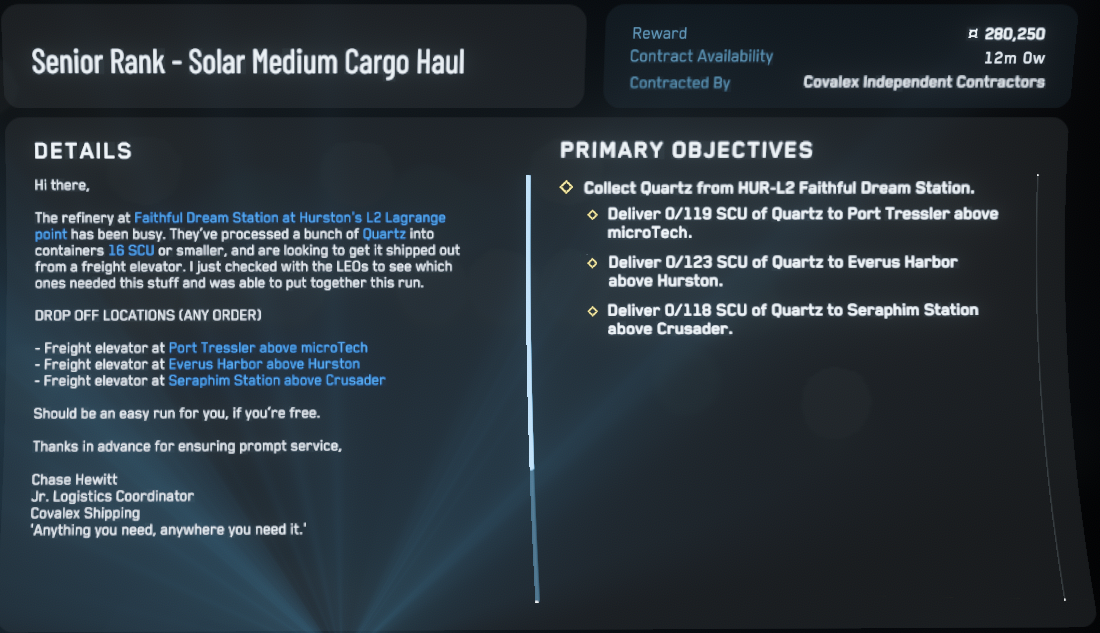 Senior Rank - Solar Medium Cargo Haul
Reward ¤ 280,250
Contract Availability 12m 0w
Contracted By Covalex Independent Contractors
DETAILS
Hi there,
The refinery at Faithful Dream Station at Hurston's L2 Lagrange
point has been busy. They've processed a bunch of Quartz into
containers 16 SCU or smaller, and are looking to get it shipped out
from a freight elevator. I just checked with the LEOs to see which
ones needed this stuff and was able to put together this run.
DROP OFF LOCATIONS (ANY ORDER)
- Freight elevator at Port Tressler above microTech
- Freight elevator at Everus Harbor above Hurston
- Freight elevator at Seraphim Station above Crusader
Should be an easy run for you, if you're free.
Thanks in advance for ensuring prompt service,
Chase Hewitt
Jr. Logistics Coordinator
Covalex Shipping
'Anything you need, anywhere you need it.'
PRIMARY OBJECTIVES
Collect Quartz from HUR-L2 Faithful Dream Station.
Deliver 0/119 SCU of Quartz to Port Tressler above
microTech.
Deliver 0/123 SCU of Quartz to Everus Harbor
above Hurston.
Deliver 0/118 SCU of Quartz to Seraphim Station
above Crusader.